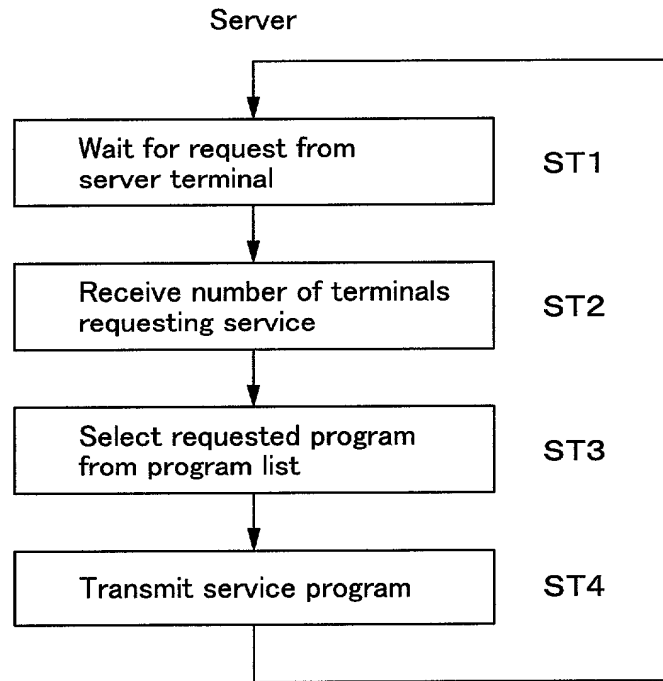 Server
Wait for request from
server terminal
ST1
Receive number of terminals
requesting service
ST2
Select requested program
from program list
ST3
Transmit service program
ST4